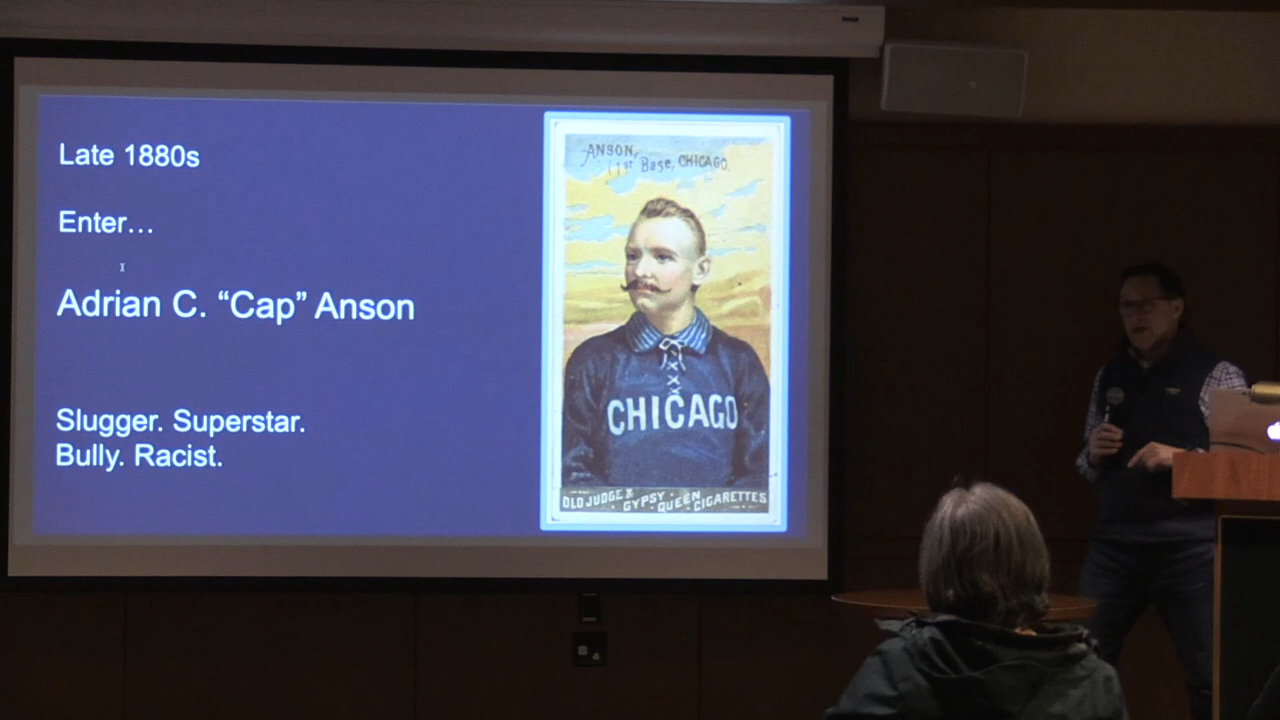 Late 1880s
Enter…
Adrian C. “Cap” Anson
Slugger. Superstar.
Bully. Racist.
ANSON,
1st Base, CHICAGO.
CHICAGO
OLD JUDGE & GYPSY QUEEN CIGARETTES